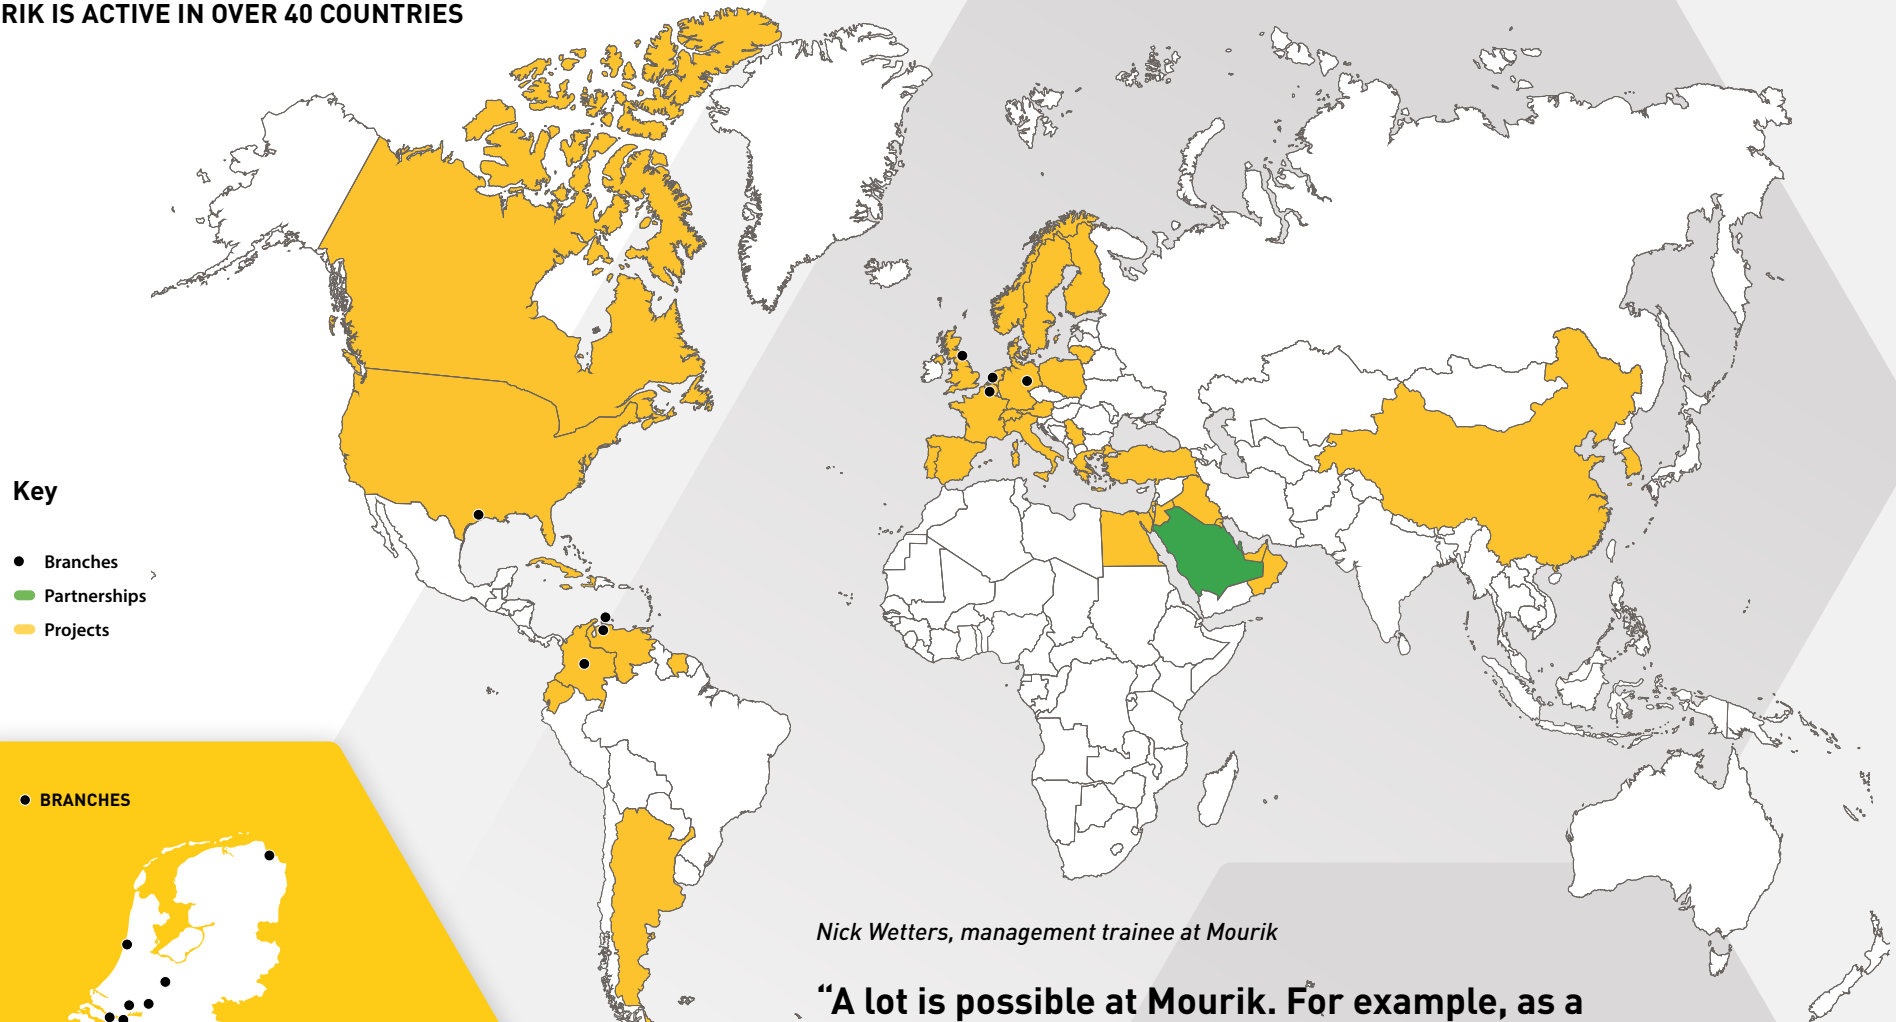 RIK IS ACTIVE IN OVER 40 COUNTRIES
Key
Branches
Partnerships
Projects
BRANCHES
Nick Wetters, management trainee at Mourik
“A lot is possible at Mourik. For example, as a